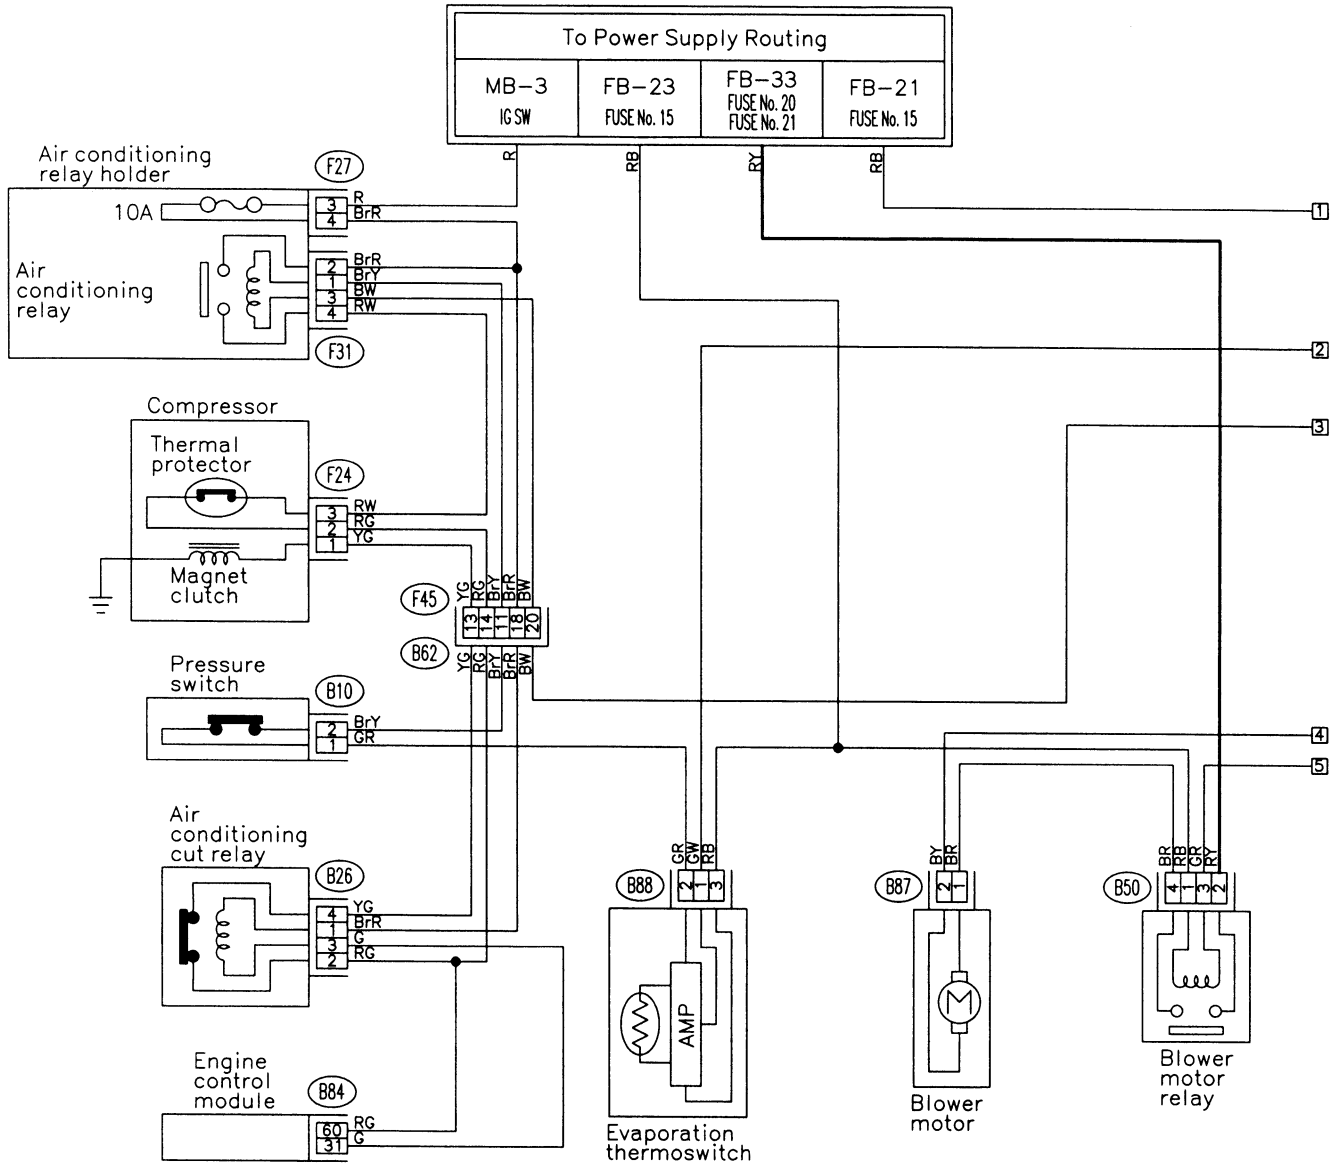 To Power Supply Routing
MB-3
IG SW
FB-23
FUSE No. 15
FB-33
FUSE No. 20
FUSE No. 21
FB-21
FUSE No. 15
R
RB
RY
RB
Air conditioning
relay holder
F27
10A
3 R
4 BrR
1
Air
conditioning
relay
2 BrR
1 BrY
3 BW
4 RW
F31
2
3
Compressor
Thermal
protector
F24
3 RW
2 RG
1 YG
Magnet
clutch
YG RG BrY BrR BW
F45
13 14 11 18 20
B62
YG RG BrY BrR BW
Pressure
switch
B10
2 BrY
1 GR
4
5
Air
conditioning
cut relay
B26
4 YG
1 BrR
3 G
2 RG
GR GW RB
B88
2 1 3
AMP
Evaporation
thermoswitch
BY BR
B87
2 1
M
Blower
motor
BR RB GR RY
B50
4 1 3 2
Blower
motor
relay
Engine
control
module
B84
60 RG
31 G